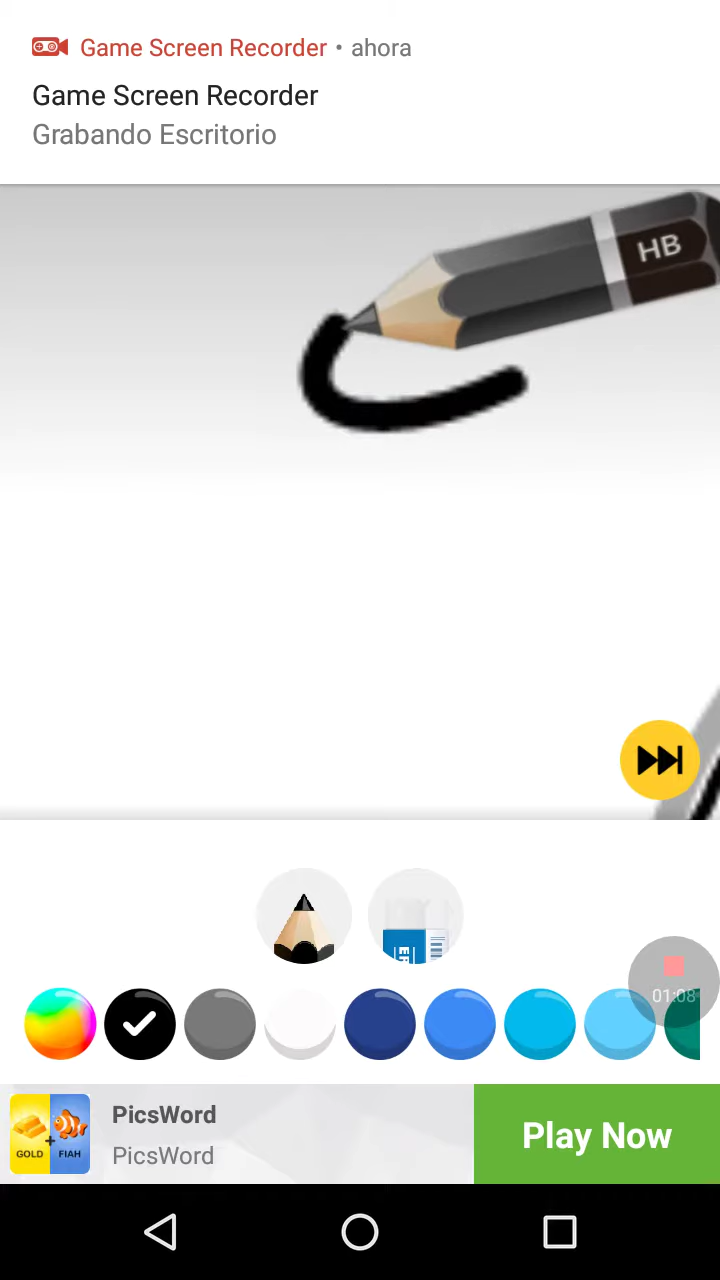 Game Screen Recorder • ahora
Game Screen Recorder
Grabando Escritorio
HB
01:08
PicsWord
PicsWord
GOLD + FIAH
Play Now